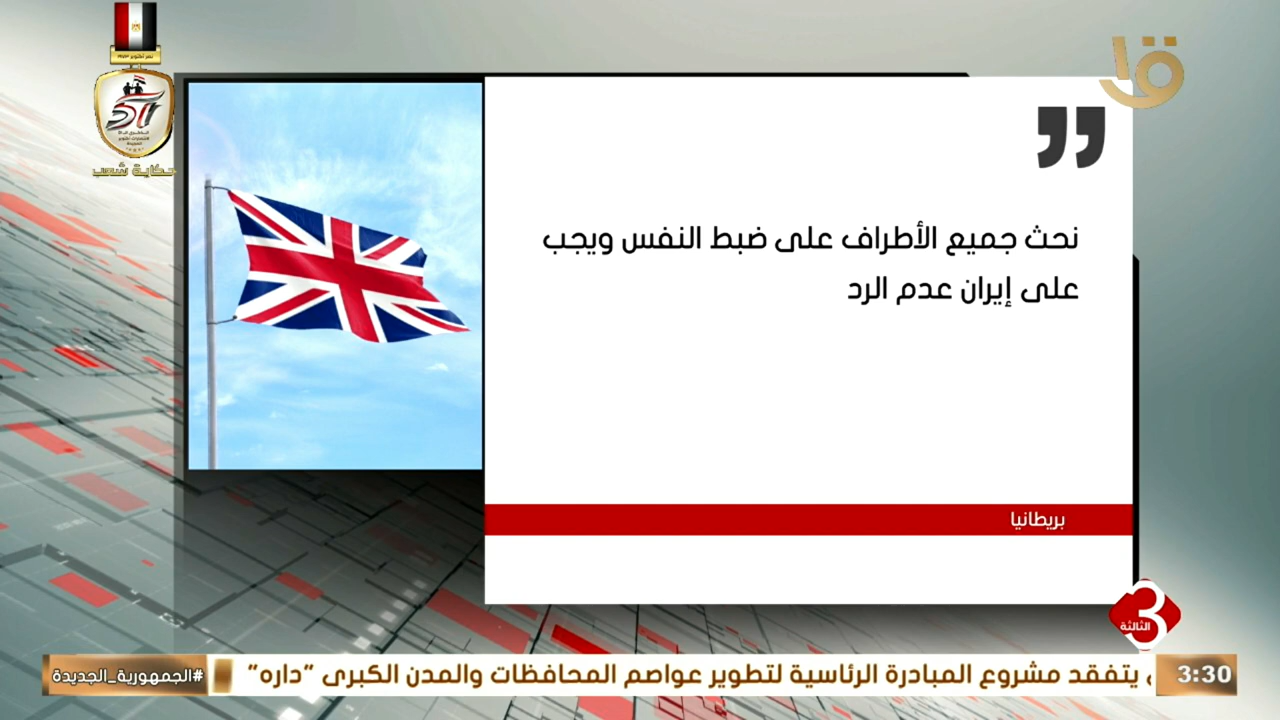 حكاية شعب
نحث جميع الأطراف على ضبط النفس ويجب
على إيران عدم الرد
بريطانيا
3
الثالثة
#الجمهورية_الجديدة
يتفقد مشروع المبادرة الرئاسية لتطوير عواصم المحافظات والمدن الكبرى "داره"
3:30